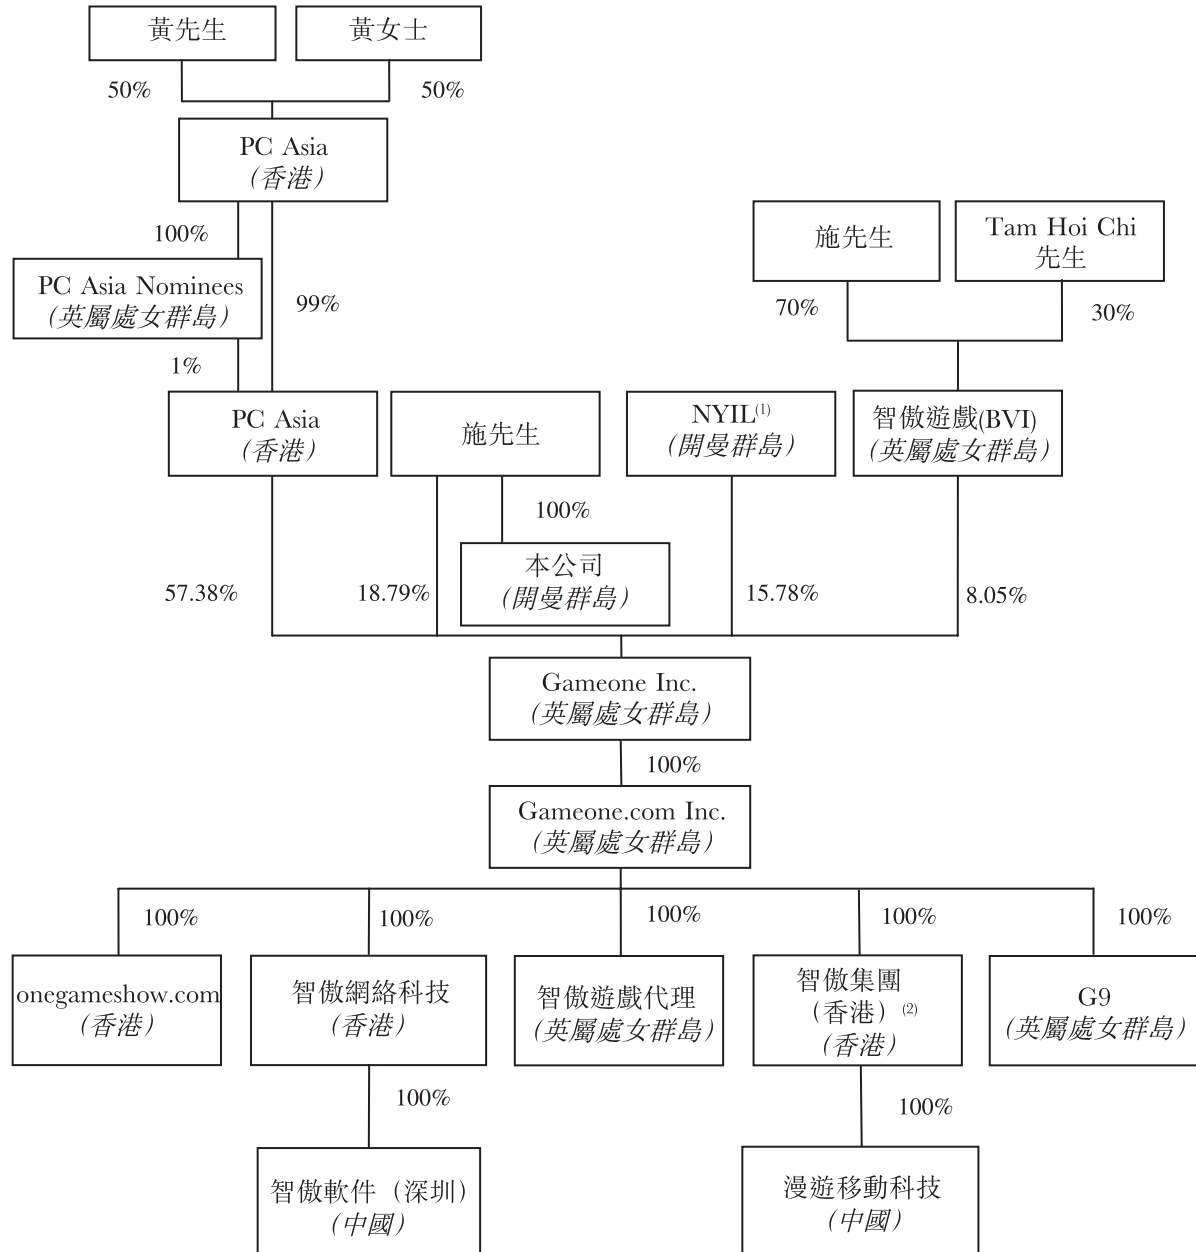 黃先生
黃女士
50%
50%
PC Asia
(香港)
100%
99%
施先生
Tam Hoi Chi
先生
PC Asia Nominees
(英屬處女群島)
70%
30%
1%
PC Asia
(香港)
施先生
NYIL(1)
(開曼群島)
智傲遊戲(BVI)
(英屬處女群島)
100%
本公司
(開曼群島)
57.38%
18.79%
15.78%
8.05%
Gameone Inc.
(英屬處女群島)
100%
Gameone.com Inc.
(英屬處女群島)
100%
100%
100%
100%
100%
onegameshow.com
(香港)
智傲網絡科技
(香港)
智傲遊戲代理
(英屬處女群島)
智傲集團
(香港) (2)
(香港)
G9
(英屬處女群島)
100%
100%
智傲軟件(深圳)
(中國)
漫遊移動科技
(中國)